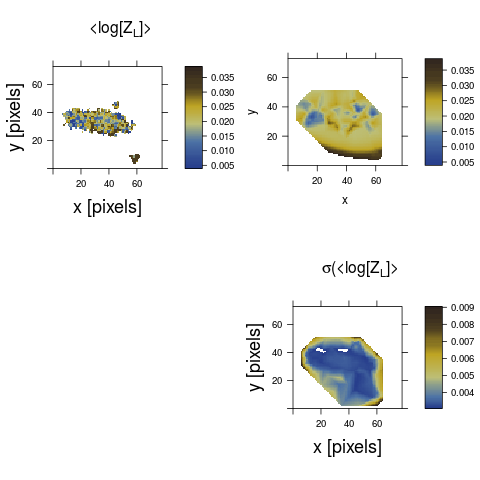 <log[Z_L]>
60
40
20
20 40 60
x [pixels]
y [pixels]
0.035
0.030
0.025
0.020
0.015
0.010
0.005
60
40
20
20 40 60
x
y
0.035
0.030
0.025
0.020
0.015
0.010
0.005
σ(<log[Z_L]>
60
40
20
20 40 60
x [pixels]
y [pixels]
0.009
0.008
0.007
0.006
0.005
0.004